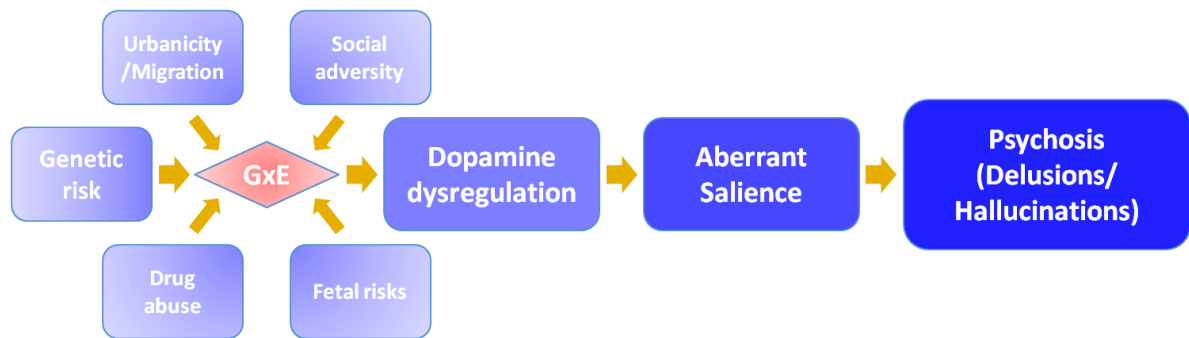 Urbanicity
/Migration
Social
adversity
Genetic
risk
GxE
Dopamine
dysregulation
Aberrant
Salience
Psychosis
(Delusions/
Hallucinations)
Drug
abuse
Fetal risks